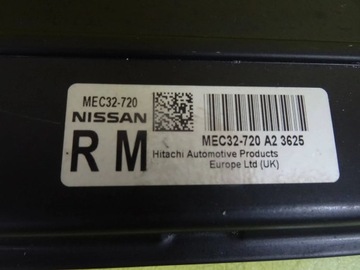 MEC32-720
NISSAN
R M
MEC32-720 A2 3625
Hitachi Automotive Products
Europe Ltd (UK)